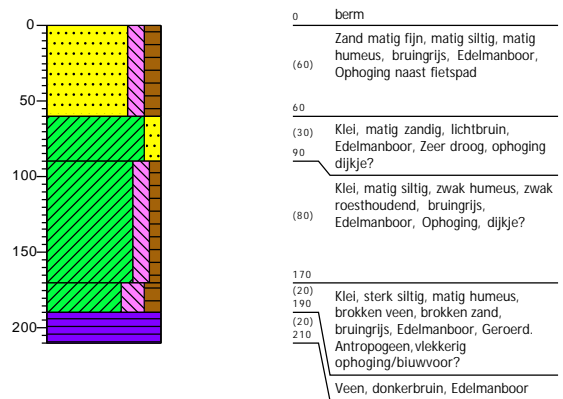 0
50
100
150
200
0 berm
Zand matig fijn, matig siltig, matig
humeus, bruingrijs, Edelmanboor,
(60)
Ophoging naast fietspad
60
(30)
Klei, matig zandig, lichtbruin,
Edelmanboor, Zeer droog, ophoging
90
dijkje?
Klei, matig siltig, zwak humeus, zwak
roesthoudend, bruingrijs,
(80)
Edelmanboor, Ophoging, dijkje?
170
(20)
Klei, sterk siltig, matig humeus,
190
brokken veen, brokken zand,
(20)
bruingrijs, Edelmanboor, Geroerd.
210
Antropogeen,vlekkerig
ophoging/biuwvoor?
Veen, donkerbruin, Edelmanboor